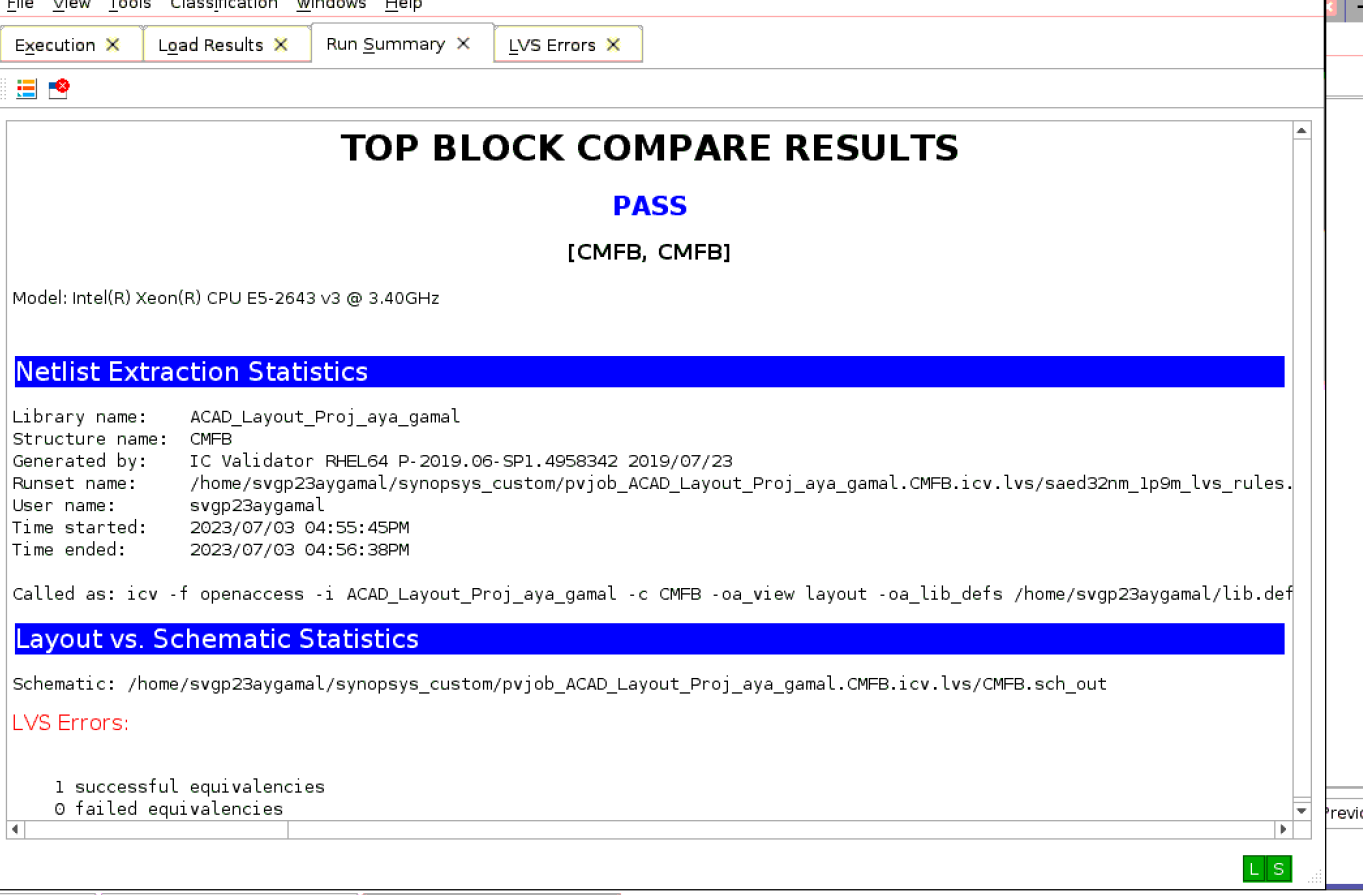 File View Tools Classification Windows Help
Execution Load Results Run Summary LVS Errors
TOP BLOCK COMPARE RESULTS
PASS
[CMFB, CMFB]
Model: Intel(R) Xeon(R) CPU E5-2643 v3 @ 3.40GHz
Netlist Extraction Statistics
Library name: ACAD_Layout_Proj_aya_gamal
Structure name: CMFB
Generated by: IC Validator RHEL64 P-2019.06-SP1.4958342 2019/07/23
Runset name: /home/svgp23aygamal/synopsys_custom/pvjob_ACAD_Layout_Proj_aya_gamal.CMFB.icv.lvs/saed32nm_1p9m_lvs_rules.
User name: svgp23aygamal
Time started: 2023/07/03 04:55:45PM
Time ended: 2023/07/03 04:56:38PM
Called as: icv -f openaccess -i ACAD_Layout_Proj_aya_gamal -c CMFB -oa_view layout -oa_lib_defs /home/svgp23aygamal/lib.def
Layout vs. Schematic Statistics
Schematic: /home/svgp23aygamal/synopsys_custom/pvjob_ACAD_Layout_Proj_aya_gamal.CMFB.icv.lvs/CMFB.sch_out
LVS Errors:
1 successful equivalencies
0 failed equivalencies
L S